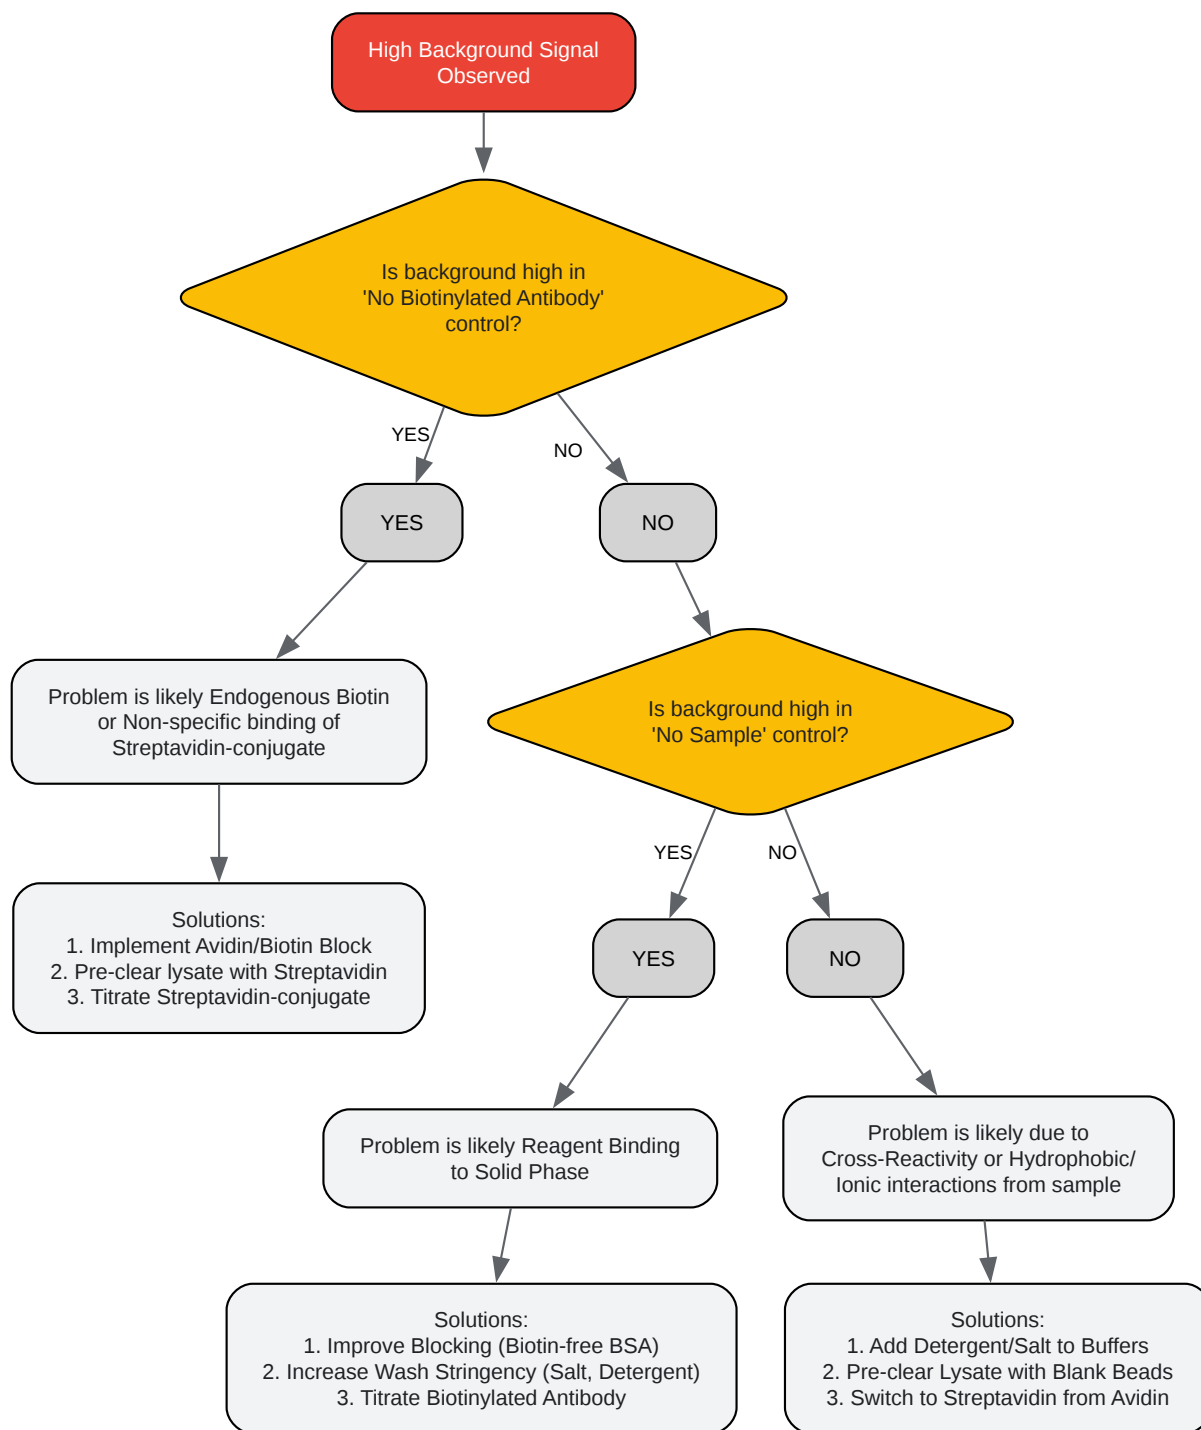 High Background Signal
Observed
Is background high in
'No Biotinylated Antibody'
control?
YES
NO
YES
NO
Problem is likely Endogenous Biotin
or Non-specific binding of
Streptavidin-conjugate
Is background high in
'No Sample' control?
Solutions:
1. Implement Avidin/Biotin Block
2. Pre-clear lysate with Streptavidin
3. Titrate Streptavidin-conjugate
YES
NO
YES
NO
Problem is likely Reagent Binding
to Solid Phase
Problem is likely due to
Cross-Reactivity or Hydrophobic/
Ionic interactions from sample
Solutions:
1. Improve Blocking (Biotin-free BSA)
2. Increase Wash Stringency (Salt, Detergent)
3. Titrate Biotinylated Antibody
Solutions:
1. Add Detergent/Salt to Buffers
2. Pre-clear Lysate with Blank Beads
3. Switch to Streptavidin from Avidin